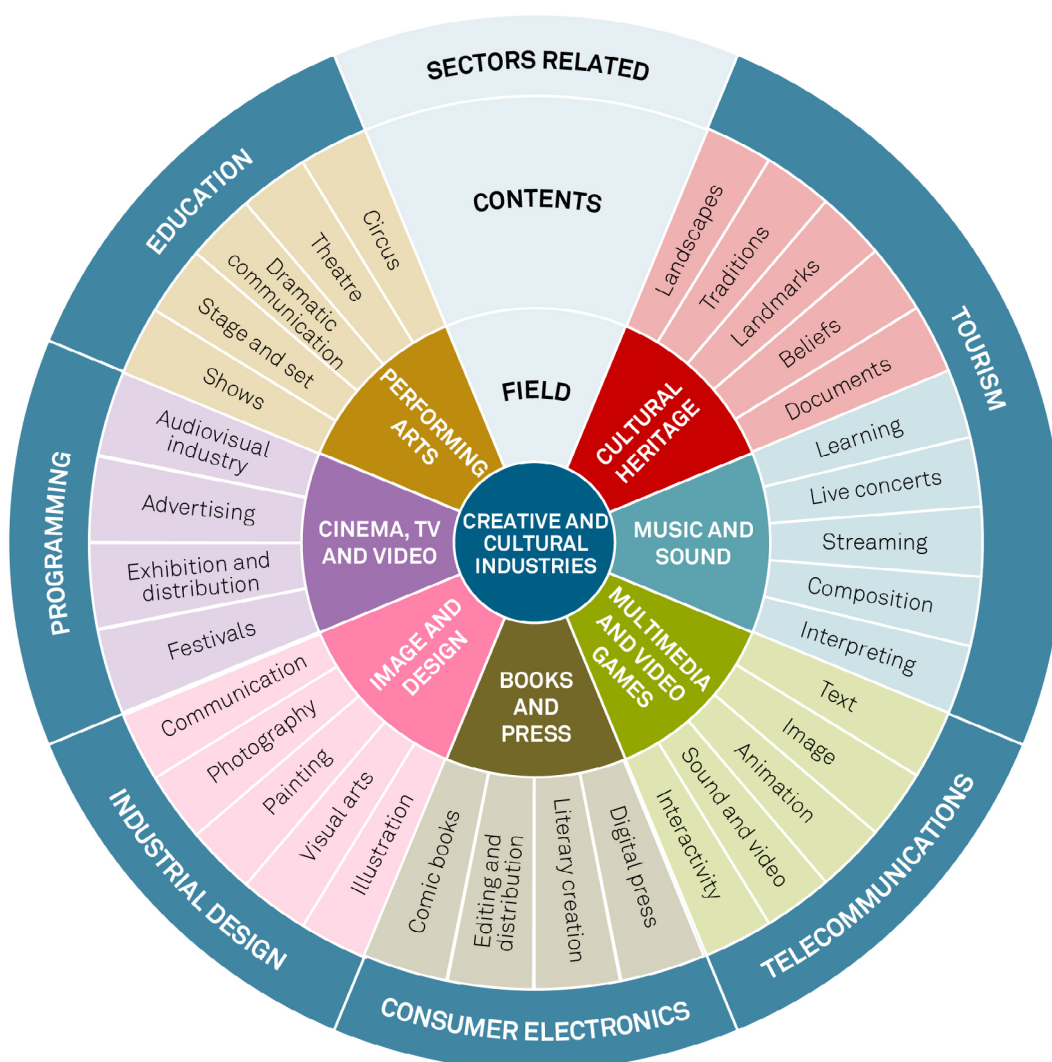 SECTORS RELATED
CONTENTS
FIELD
CREATIVE AND
CULTURAL
INDUSTRIES
TOURISM
CULTURAL
HERITAGE
Landscapes
Traditions
Landmarks
Beliefs
Documents
MUSIC AND
SOUND
Learning
Live concerts
Streaming
Composition
Interpreting
TELECOMMUNICATIONS
MULTIMEDIA
AND VIDEO
GAMES
Text
Image
Animation
Sound and video
Interactivity
CONSUMER ELECTRONICS
BOOKS
AND
PRESS
Digital press
Literary creation
Editing and
distribution
Comic books
INDUSTRIAL DESIGN
IMAGE AND
DESIGN
Illustration
Visual arts
Painting
Photography
Communication
PROGRAMMING
CINEMA, TV
AND VIDEO
Festivals
Exhibition and
distribution
Advertising
Audiovisual
industry
EDUCATION
PERFORMING
ARTS
Shows
Stage and set
Dramatic
communication
Theatre
Circus